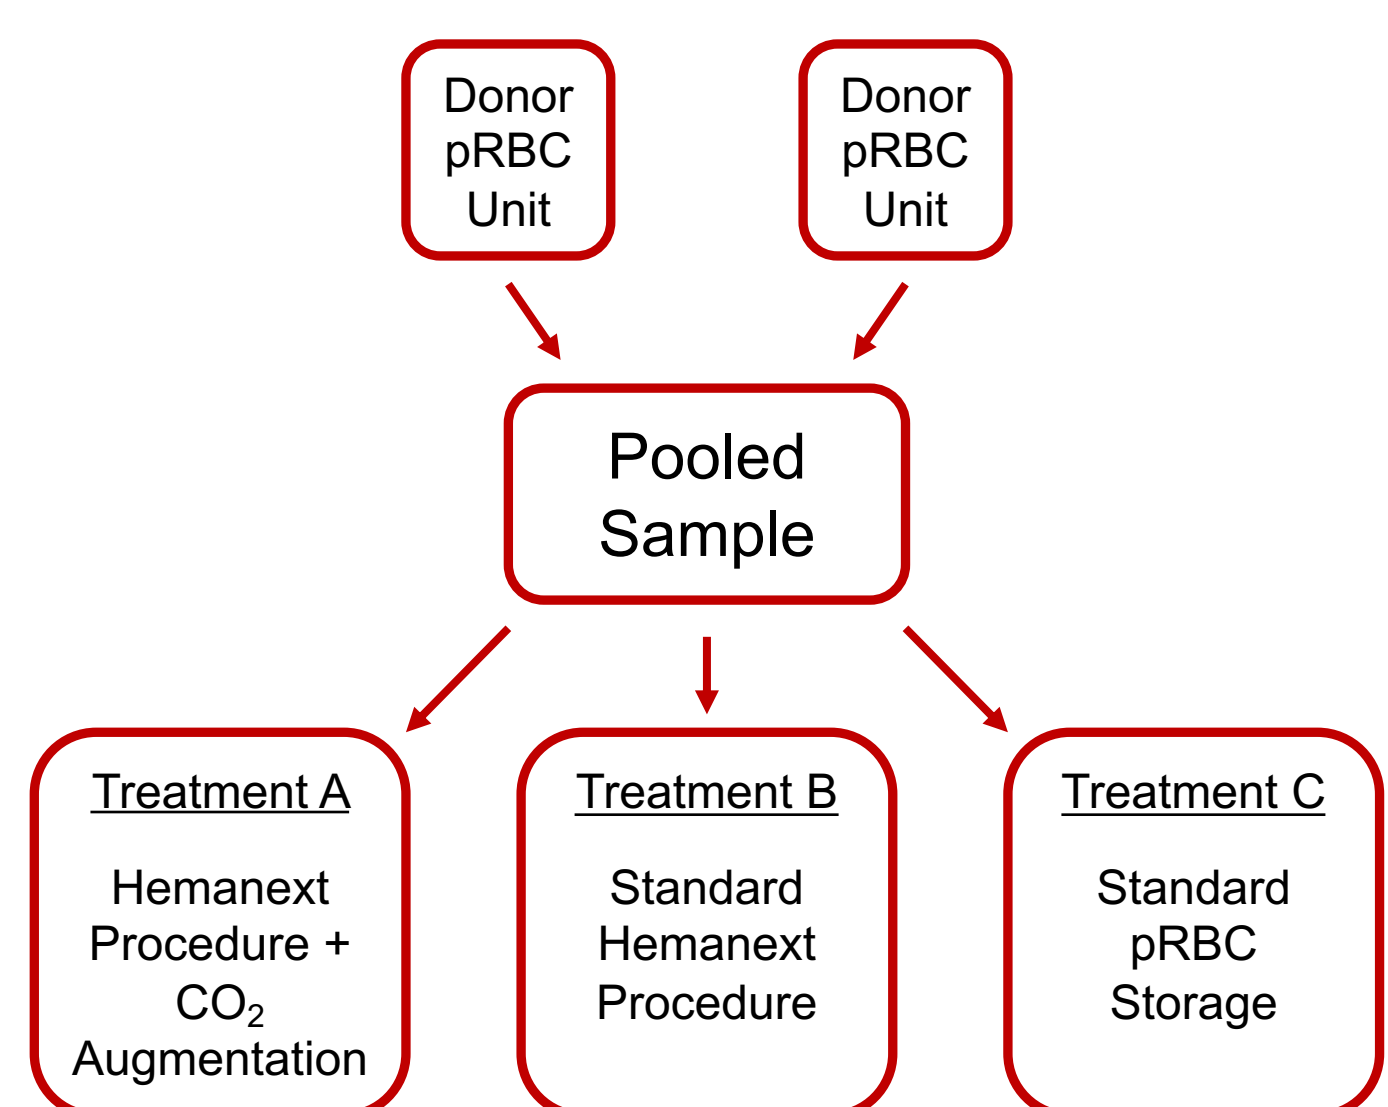 Donor
pRBC
Unit
Donor
pRBC
Unit
Pooled
Sample
Treatment A
Hemanext
Procedure +
CO₂
Augmentation
Treatment B
Standard
Hemanext
Procedure
Treatment C
Standard
pRBC
Storage